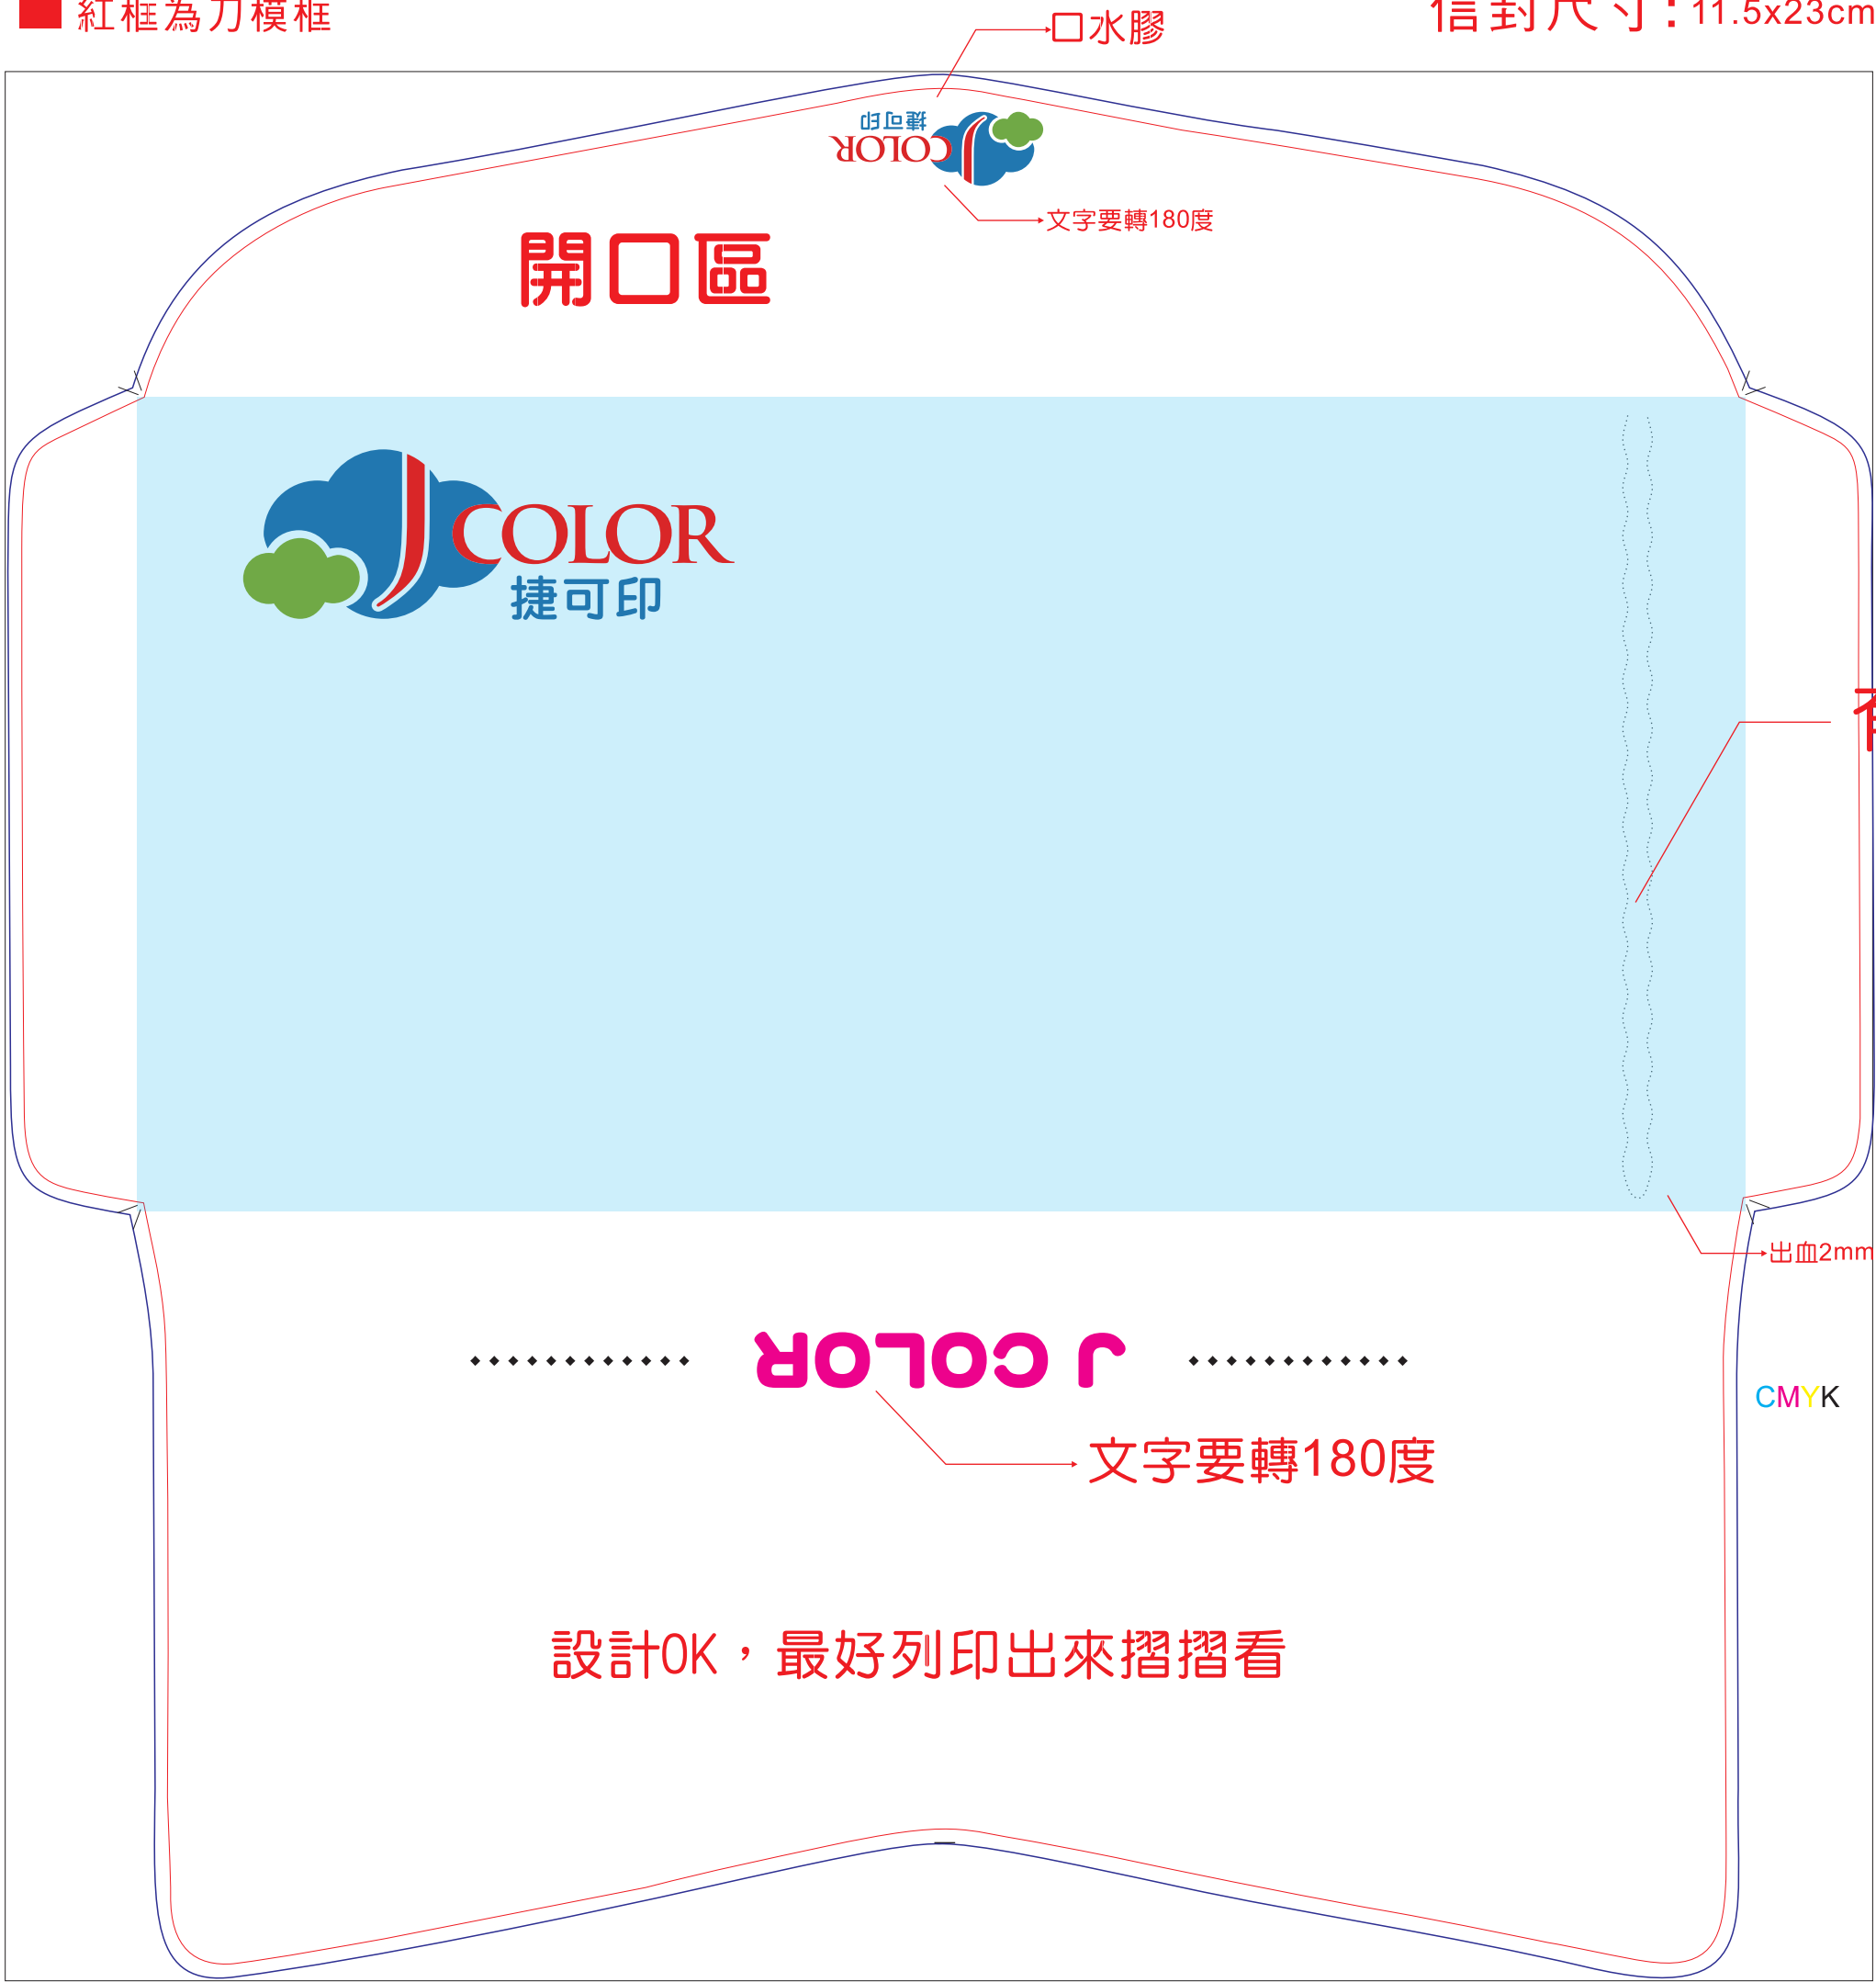 紅框為刀模框
信封尺寸：11.5x23cm
口水膠
J COLOR
捷可印
文字要轉180度
開口區
J COLOR
捷可印
出血2mm
J COLOR
CMYK
文字要轉180度
設計OK，最好列印出來摺摺看